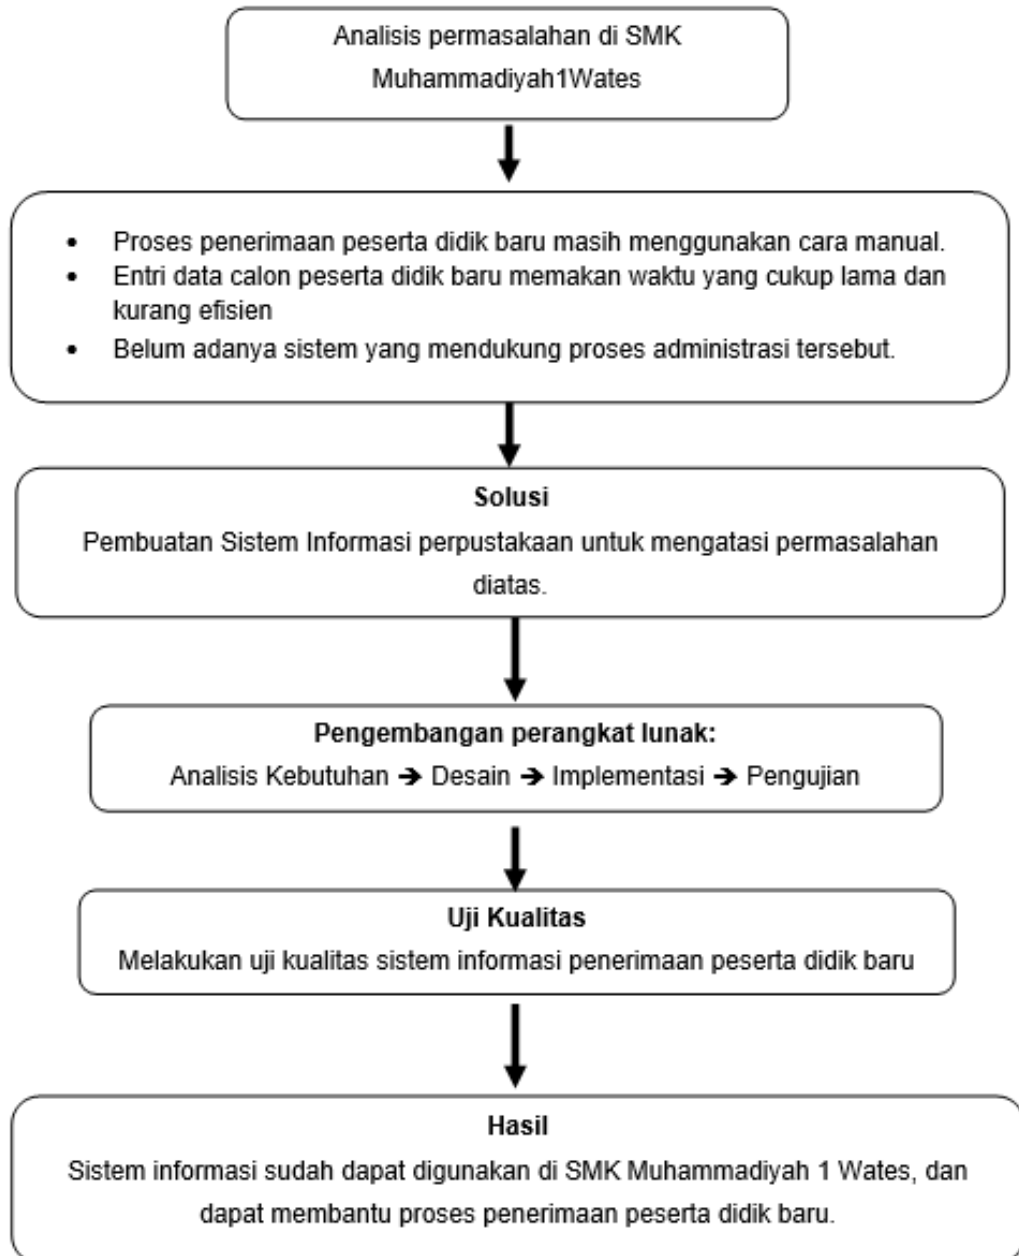 Analisis permasalahan di SMK
Muhammadiyah1Wates
• Proses penerimaan peserta didik baru masih menggunakan cara manual.
• Entri data calon peserta didik baru memakan waktu yang cukup lama dan
kurang efisien
• Belum adanya sistem yang mendukung proses administrasi tersebut.
Solusi
Pembuatan Sistem Informasi perpustakaan untuk mengatasi permasalahan
diatas.
Pengembangan perangkat lunak:
Analisis Kebutuhan ➔ Desain ➔ Implementasi ➔ Pengujian
Uji Kualitas
Melakukan uji kualitas sistem informasi penerimaan peserta didik baru
Hasil
Sistem informasi sudah dapat digunakan di SMK Muhammadiyah 1 Wates, dan
dapat membantu proses penerimaan peserta didik baru.